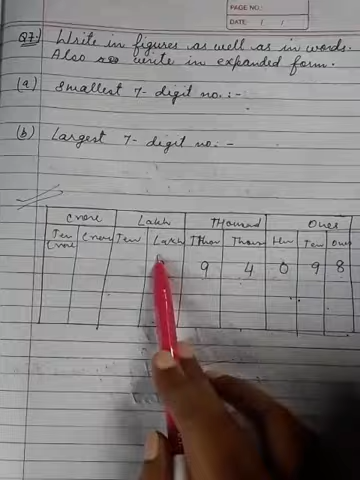 PAGE NO.:
DATE / /
Q7. Write in figures as well as in words.
Also write in expanded form.
(a) Smallest 7-digit no. :-
(b) Largest 7-digit no. -
Crore Lakh Thousand Ones
Ten Crore Crore Ten Lakh Thou Thou Hun Ten Ones
9 4 0 9 8